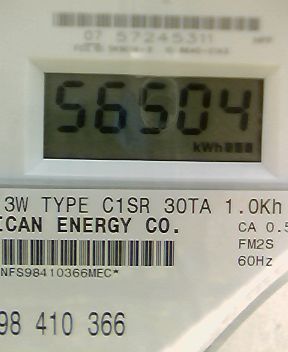 07 57245311
56504
kWh
3W TYPE C1SR 30TA 1.0Kh
ICAN ENERGY CO.
CA 0.5
FM2S
60Hz
NFS98410366MEC*
98 410 366